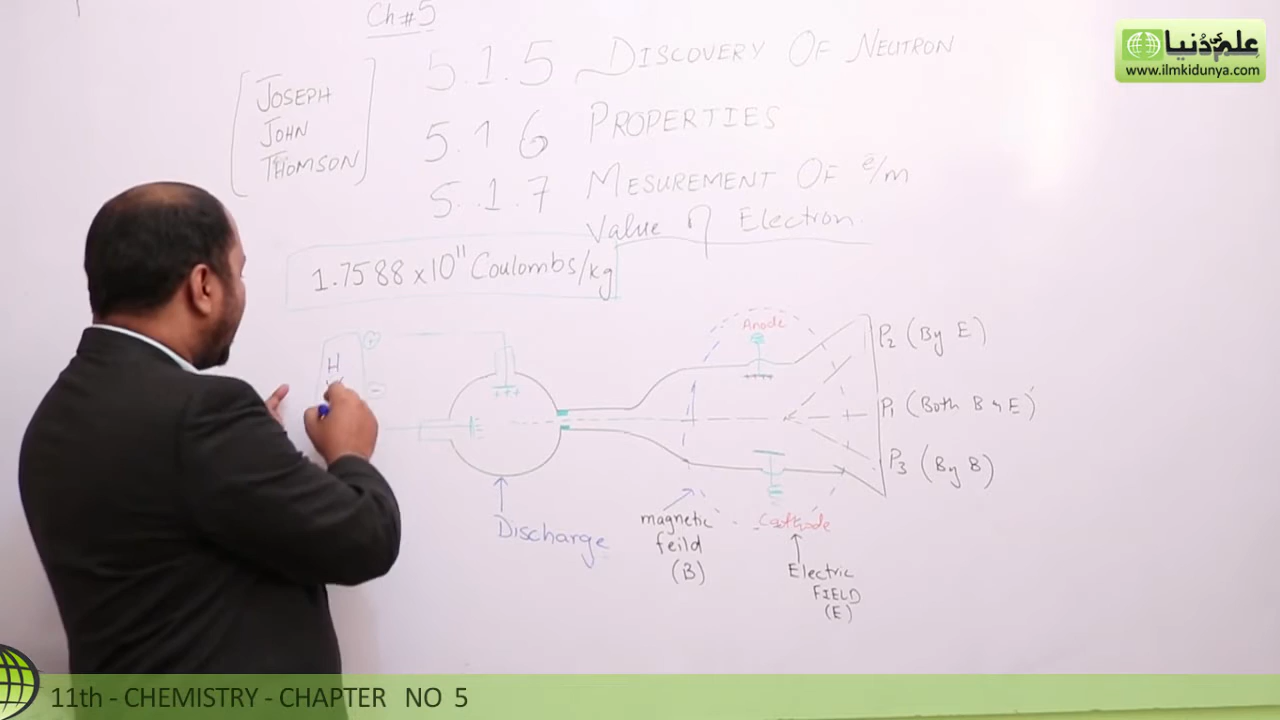 Ch#5
علم کی دُنیا
www.ilmkidunya.com
5.1.5 DISCOVERY OF NEUTRON
JOSEPH
JOHN
THOMSON
5.1.6 PROPERTIES
5.1.7 MESUREMENT OF e/m
Value of Electron.
1.7588 x 10¹¹ Coulombs/kg
Anode
+
H
-
+++
P₂ (By E)
P₁ (Both B & E)
P₃ (By B)
Discharge
magnetic
feild
(B)
Cathode
Electric
FIELD
(E)
11th - CHEMISTRY - CHAPTER NO 5